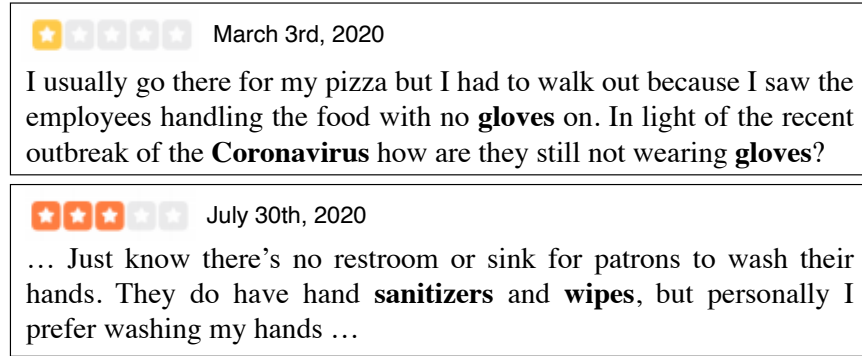 March 3rd, 2020
I usually go there for my pizza but I had to walk out because I saw the
employees handling the food with no gloves on. In light of the recent
outbreak of the Coronavirus how are they still not wearing gloves?
July 30th, 2020
… Just know there's no restroom or sink for patrons to wash their
hands. They do have hand sanitizers and wipes, but personally I
prefer washing my hands …